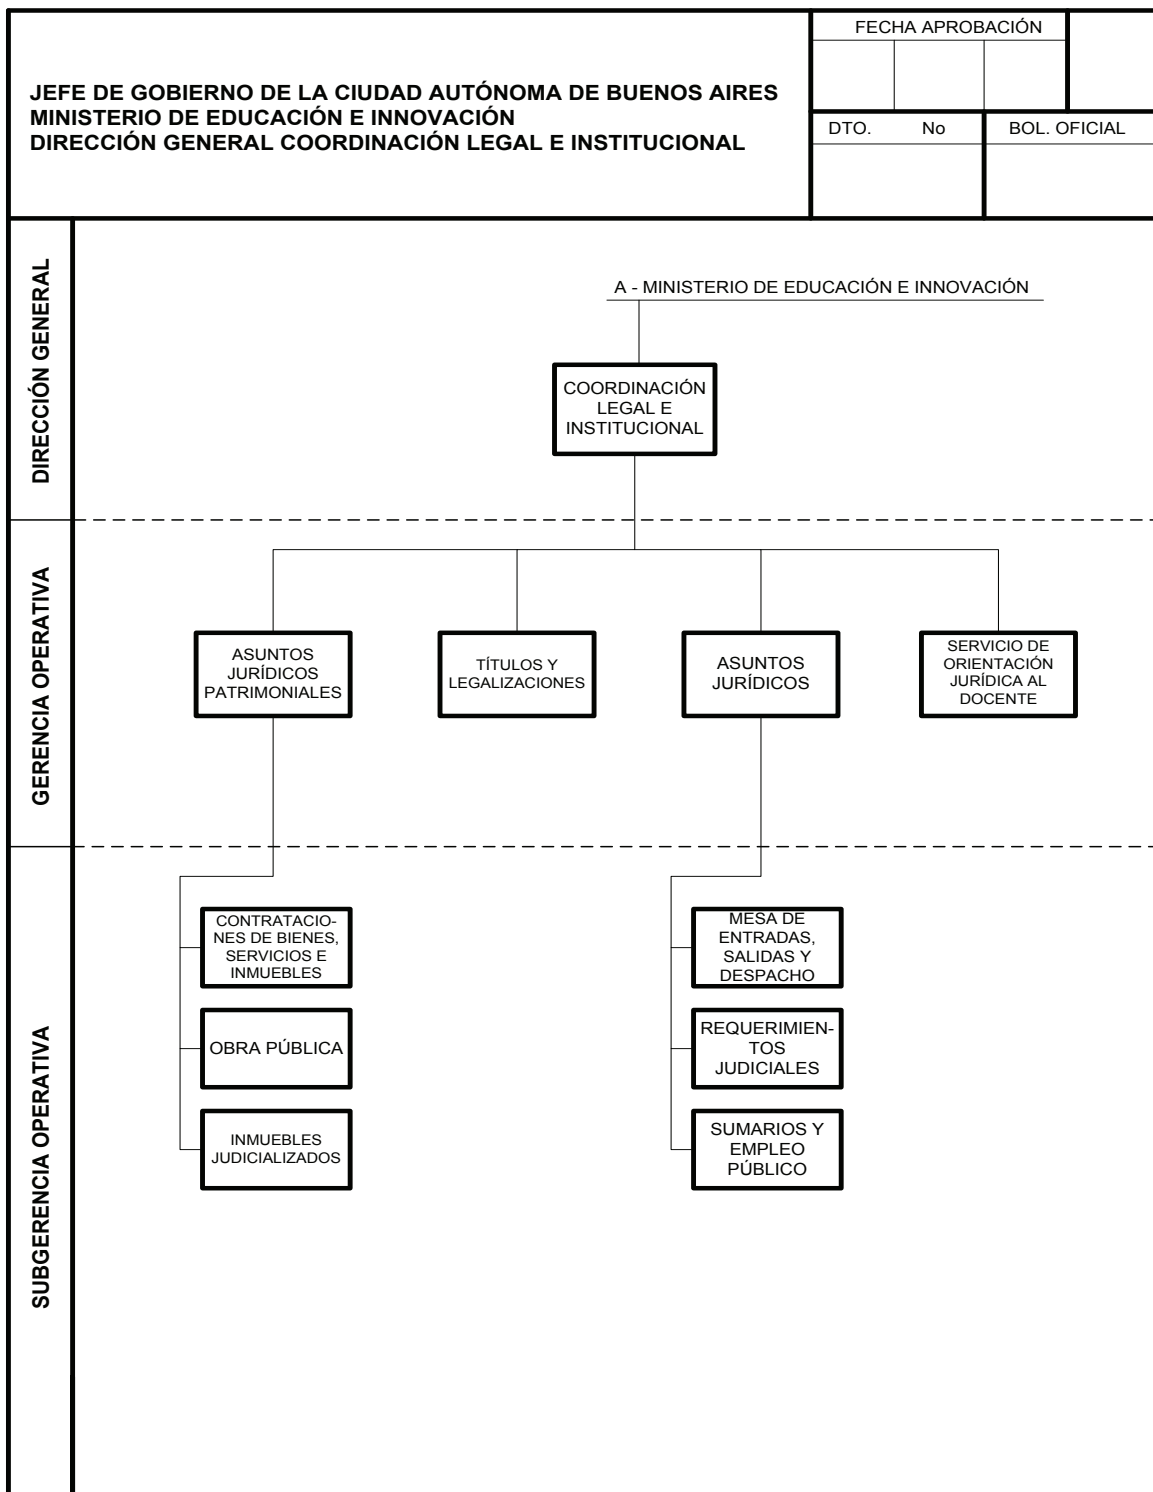 JEFE DE GOBIERNO DE LA CIUDAD AUTÓNOMA DE BUENOS AIRES
MINISTERIO DE EDUCACIÓN E INNOVACIÓN
DIRECCIÓN GENERAL COORDINACIÓN LEGAL E INSTITUCIONAL
FECHA APROBACIÓN
DTO. No
BOL. OFICIAL
DIRECCIÓN GENERAL
A - MINISTERIO DE EDUCACIÓN E INNOVACIÓN
COORDINACIÓN
LEGAL E
INSTITUCIONAL
GERENCIA OPERATIVA
ASUNTOS
JURÍDICOS
PATRIMONIALES
TÍTULOS Y
LEGALIZACIONES
ASUNTOS
JURÍDICOS
SERVICIO DE
ORIENTACIÓN
JURÍDICA AL
DOCENTE
SUBGERENCIA OPERATIVA
CONTRATACIO-
NES DE BIENES,
SERVICIOS E
INMUEBLES
OBRA PÚBLICA
INMUEBLES
JUDICIALIZADOS
MESA DE
ENTRADAS,
SALIDAS Y
DESPACHO
REQUERIMIEN-
TOS
JUDICIALES
SUMARIOS Y
EMPLEO
PÚBLICO